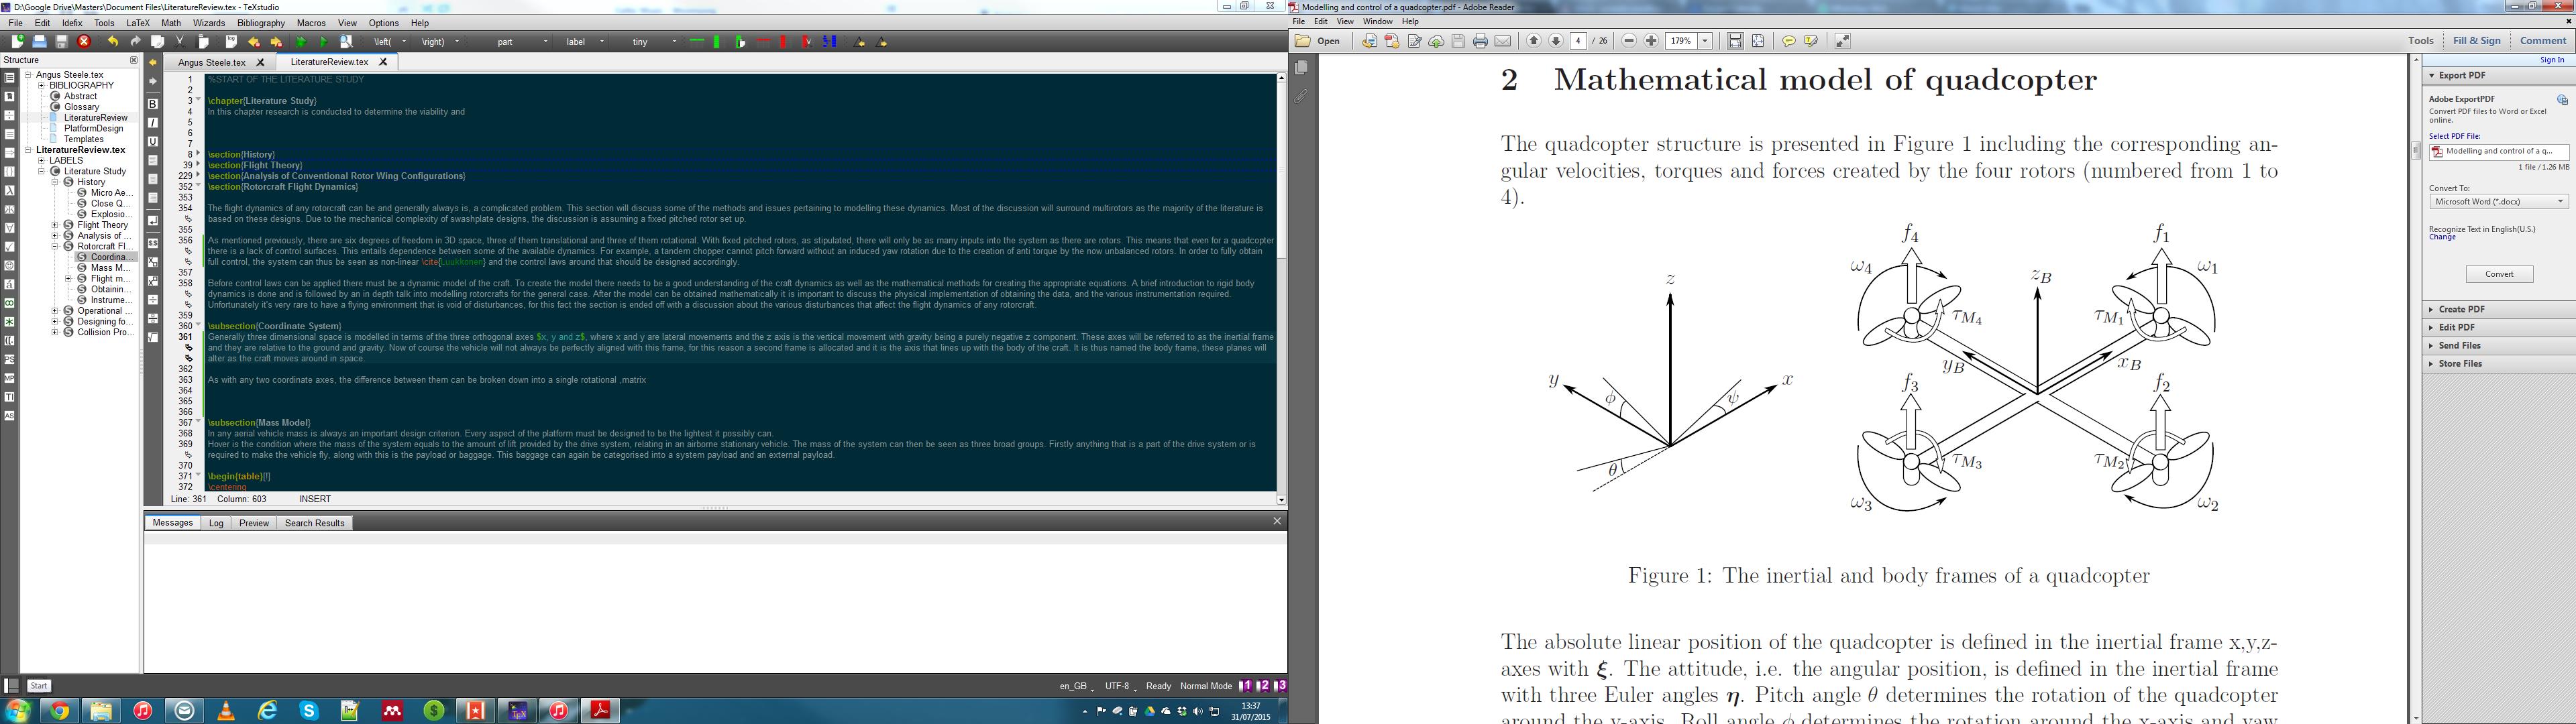 D:\Google Drive\Masters\Document Files\LiteratureReview.tex - TeXstudio
File Edit Idefix Tools LaTeX Math Wizards Bibliography Macros View Options Help
\left( \right) part label tiny
Structure
Angus Steele.tex
BIBLIOGRAPHY
Abstract
Glossary
LiteratureReview
PlatformDesign
Templates
LiteratureReview.tex
LABELS
Literature Study
History
Micro Ae...
Close Q...
Explosio...
Flight Theory
Analysis of ...
Rotorcraft Fl...
Coordina...
Mass M...
Flight m...
Obtainin...
Instrume...
Operational ...
Designing fo...
Collision Pro...
Angus Steele.tex LiteratureReview.tex
1 %START OF THE LITERATURE STUDY
2
3 \chapter{Literature Study}
4 In this chapter research is conducted to determine the viability and
5
6
7
8 \section{History}
39 \section{Flight Theory}
229 \section{Analysis of Conventional Rotor Wing Configurations}
352 \section{Rotorcraft Flight Dynamics}
353
354 The flight dynamics of any rotorcraft can be and generally always is, a complicated problem. This section will discuss some of the methods and issues pertaining to modelling these dynamics. Most of the discussion will surround multirotors as the majority of the literature is
based on these designs. Due to the mechanical complexity of swashplate designs, the discussion is assuming a fixed pitched rotor set up.
355
356 As mentioned previously, there are six degrees of freedom in 3D space, three of them translational and three of them rotational. With fixed pitched rotors, as stipulated, there will only be as many inputs into the system as there are rotors. This means that even for a quadcopter
there is a lack of control surfaces. This entails dependence between some of the available dynamics. For example, a tandem chopper cannot pitch forward without an induced yaw rotation due to the creation of anti torque by the now unbalanced rotors. In order to fully obtain
full control, the system can thus be seen as non-linear \cite{Luukkonen} and the control laws around that should be designed accordingly.
357
358 Before control laws can be applied there must be a dynamic model of the craft. To create the model there needs to be a good understanding of the craft dynamics as well as the mathematical methods for creating the appropriate equations. A brief introduction to rigid body
dynamics is done and is followed by an in depth talk into modelling rotorcrafts for the general case. After the model can be obtained mathematically it is important to discuss the physical implementation of obtaining the data, and the various instrumentation required.
Unfortunately it's very rare to have a flying environment that is void of disturbances, for this fact the section is ended off with a discussion about the various disturbances that affect the flight dynamics of any rotorcraft.
359
360 \subsection{Coordinate System}
361 Generally three dimensional space is modelled in terms of the three orthogonal axes $x, y and z$, where x and y are lateral movements and the z axis is the vertical movement with gravity being a purely negative z component. These axes will be referred to as the inertial frame
and they are relative to the ground and gravity. Now of course the vehicle will not always be perfectly aligned with this frame, for this reason a second frame is allocated and it is the axis that lines up with the body of the craft. It is thus named the body frame, these planes will
alter as the craft moves around in space.
362
363 As with any two coordinate axes, the difference between them can be broken down into a single rotational ,matrix
364
365
366
367 \subsection{Mass Model}
368 In any aerial vehicle mass is always an important design criterion. Every aspect of the platform must be designed to be the lightest it possibly can.
369 Hover is the condition where the mass of the system equates to the amount of lift provided by the drive system, relating in an airborne stationary vehicle. The mass of the system can then be seen as three broad groups. Firstly anything that is a part of the drive system or is
required to make the vehicle fly, along with this is the payload or baggage. This baggage can again be categorised into a system payload and an external payload.
370
371 \begin{table}[!]
372 \centering
Line: 361 Column: 603 INSERT
Messages Log Preview Search Results
Start
en_GB UTF-8 Ready Normal Mode 1 2 3
13:37
31/07/2015
Modelling and control of a quadcopter.pdf - Adobe Reader
File Edit View Window Help
Open 4 / 26 179% Tools Fill & Sign Comment
2 Mathematical model of quadcopter
The quadcopter structure is presented in Figure 1 including the corresponding an-
gular velocities, torques and forces created by the four rotors (numbered from 1 to
4).
f4 f1
ω4 zB ω1
z
τM4 τM1
yB xB
y x
f3 f2
ϕ ψ
τM3 τM2
θ
ω3 ω2
Figure 1: The inertial and body frames of a quadcopter
The absolute linear position of the quadcopter is defined in the inertial frame x,y,z-
axes with ξ. The attitude, i.e. the angular position, is defined in the inertial frame
with three Euler angles η. Pitch angle θ determines the rotation of the quadcopter
around the y-axis. Roll angle ϕ determines the rotation around the x-axis and yaw
Sign In
Export PDF
Adobe ExportPDF
Convert PDF files to Word or Excel
online.
Select PDF File:
Modelling and control of a q...
1 file / 1.26 MB
Convert To:
Microsoft Word (*.docx)
Recognize Text in English(U.S.)
Change
Convert
Create PDF
Edit PDF
Send Files
Store Files